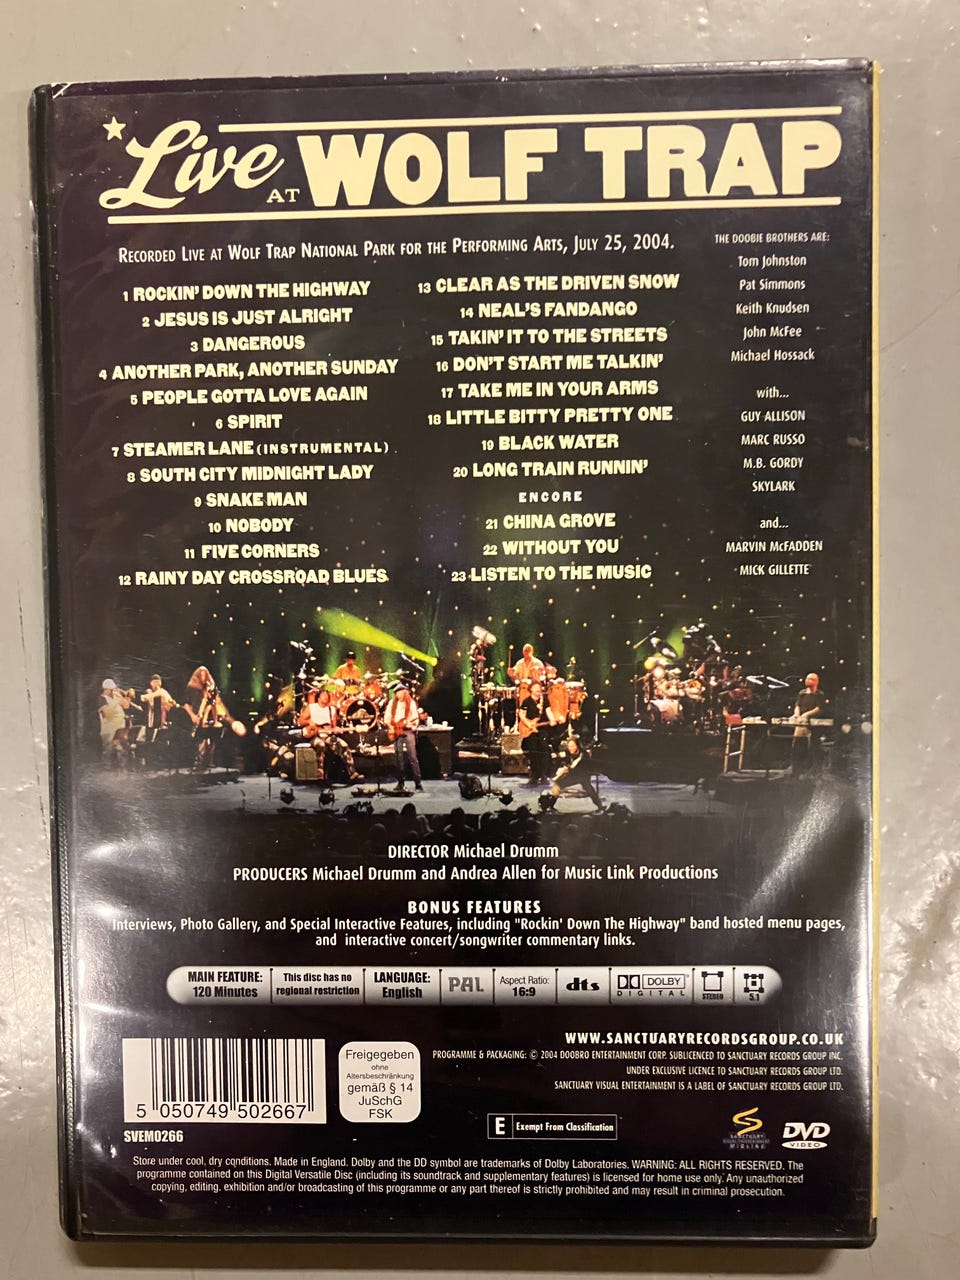 Live AT WOLF TRAP
RECORDED LIVE AT WOLF TRAP NATIONAL PARK FOR THE PERFORMING ARTS, JULY 25, 2004.
1 ROCKIN' DOWN THE HIGHWAY
2 JESUS IS JUST ALRIGHT
3 DANGEROUS
4 ANOTHER PARK, ANOTHER SUNDAY
5 PEOPLE GOTTA LOVE AGAIN
6 SPIRIT
7 STEAMER LANE (INSTRUMENTAL)
8 SOUTH CITY MIDNIGHT LADY
9 SNAKE MAN
10 NOBODY
11 FIVE CORNERS
12 RAINY DAY CROSSROAD BLUES
13 CLEAR AS THE DRIVEN SNOW
14 NEAL'S FANDANGO
15 TAKIN' IT TO THE STREETS
16 DON'T START ME TALKIN'
17 TAKE ME IN YOUR ARMS
18 LITTLE BITTY PRETTY ONE
19 BLACK WATER
20 LONG TRAIN RUNNIN'
ENCORE
21 CHINA GROVE
22 WITHOUT YOU
23 LISTEN TO THE MUSIC
THE DOOBIE BROTHERS ARE:
Tom Johnston
Pat Simmons
Keith Knudsen
John McFee
Michael Hossack
with...
GUY ALLISON
MARC RUSSO
M.B. GORDY
SKYLARK
and...
MARVIN McFADDEN
MICK GILLETTE
DIRECTOR Michael Drumm
PRODUCERS Michael Drumm and Andrea Allen for Music Link Productions
BONUS FEATURES
Interviews, Photo Gallery, and Special Interactive Features, including "Rockin' Down The Highway" band hosted menu pages,
and interactive concert/songwriter commentary links.
MAIN FEATURE:
120 Minutes
This disc has no
regional restriction
LANGUAGE:
English
PAL
Aspect Ratio:
16:9
dts
DOLBY
DIGITAL
STEREO
5.1
5 050749 502667
SVEM0266
Freigegeben
ohne
Altersbeschränkung
gemäß § 14
JuSchG
FSK
WWW.SANCTUARYRECORDSGROUP.CO.UK
PROGRAMME & PACKAGING: © 2004 DOOBRO ENTERTAINMENT CORP. SUBLICENCED TO SANCTUARY RECORDS GROUP INC.
UNDER EXCLUSIVE LICENCE TO SANCTUARY RECORDS GROUP LTD.
SANCTUARY VISUAL ENTERTAINMENT IS A LABEL OF SANCTUARY RECORDS GROUP LTD.
E Exempt From Classification
SANCTUARY
MIDLINE
DVD
VIDEO
Store under cool, dry conditions. Made in England. Dolby and the DD symbol are trademarks of Dolby Laboratories. WARNING: ALL RIGHTS RESERVED. The
programme contained on this Digital Versatile Disc (including its soundtrack and supplementary features) is licensed for home use only. Any unauthorized
copying, editing, exhibition and/or broadcasting of this programme or any part thereof is strictly prohibited and may result in criminal prosecution.